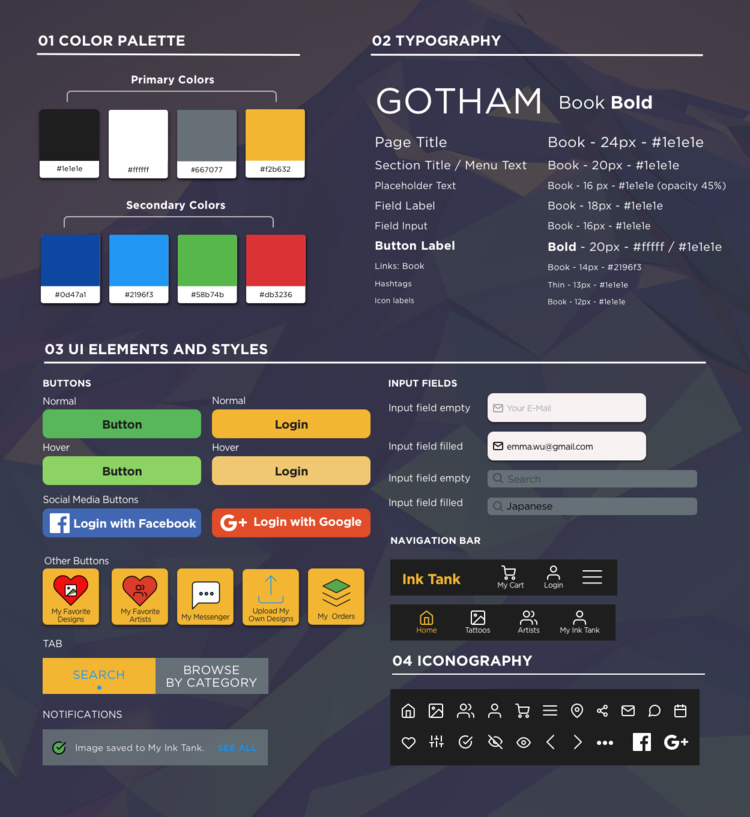 01 COLOR PALETTE
Primary Colors
#1e1e1e
#ffffff
#667077
#f2b632
Secondary Colors
#0d47a1
#2196f3
#58b74b
#db3236
02 TYPOGRAPHY
GOTHAM Book Bold
Page Title Book - 24px - #1e1e1e
Section Title / Menu Text Book - 20px - #1e1e1e
Placeholder Text Book - 16 px - #1e1e1e (opacity 45%)
Field Label Book - 18px - #1e1e1e
Field Input Book - 16px - #1e1e1e
Button Label Bold - 20px - #fffff / #1e1e1e
Links: Book Book - 14px - #2196f3
Hashtags Thin - 13px - #1e1e1e
Icon labels Book - 12px - #1e1e1e
03 UI ELEMENTS AND STYLES
BUTTONS
Normal Normal
Button Login
Hover Hover
Button Login
Social Media Buttons
f Login with Facebook G+ Login with Google
Other Buttons
My Favorite
Designs
My Favorite
Artists
My Messenger
Upload My
Own Designs
My Orders
TAB
SEARCH
BROWSE
BY CATEGORY
NOTIFICATIONS
Image saved to My Ink Tank. SEE ALL
INPUT FIELDS
Input field empty Your E-Mail
Input field filled emma.wu@gmail.com
Input field empty Search
Input field filled Japanese
NAVIGATION BAR
Ink Tank My Cart Login
Home Tattoos Artists My Ink Tank
04 ICONOGRAPHY
f G+